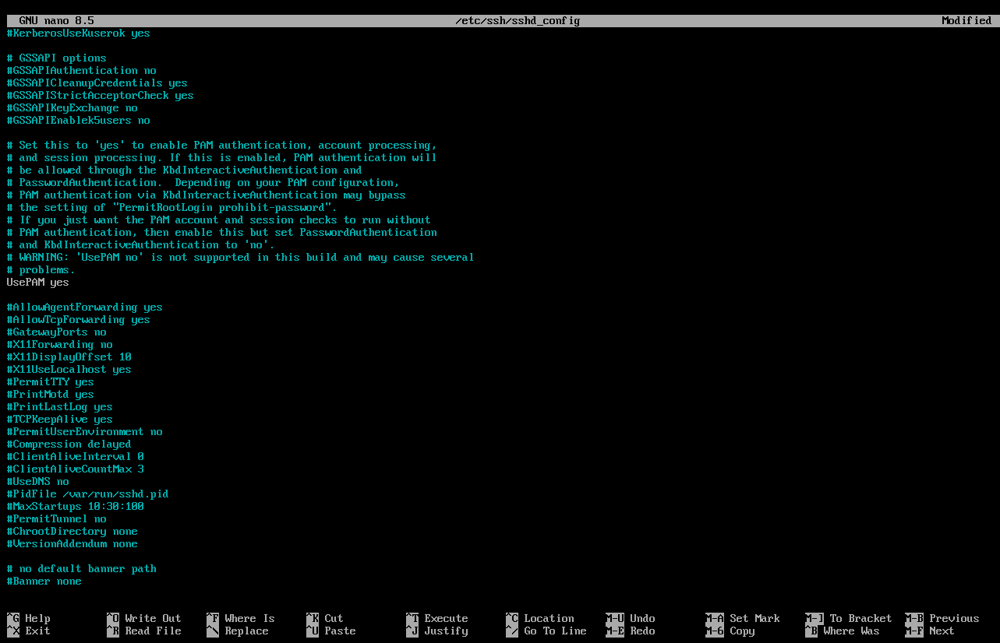 GNU nano 8.5 /etc/ssh/sshd_config Modified
#KerberosUseKuserok yes
# GSSAPI options
#GSSAPIAuthentication no
#GSSAPICleanupCredentials yes
#GSSAPIStrictAcceptorCheck yes
#GSSAPIKeyExchange no
#GSSAPIEnablek5users no
# Set this to 'yes' to enable PAM authentication, account processing,
# and session processing. If this is enabled, PAM authentication will
# be allowed through the KbdInteractiveAuthentication and
# PasswordAuthentication.  Depending on your PAM configuration,
# PAM authentication via KbdInteractiveAuthentication may bypass
# the setting of "PermitRootLogin prohibit-password".
# If you just want the PAM account and session checks to run without
# PAM authentication, then enable this but set PasswordAuthentication
# and KbdInteractiveAuthentication to 'no'.
# WARNING: 'UsePAM no' is not supported in this build and may cause several
# problems.
UsePAM yes
#AllowAgentForwarding yes
#AllowTcpForwarding yes
#GatewayPorts no
#X11Forwarding no
#X11DisplayOffset 10
#X11UseLocalhost yes
#PermitTTY yes
#PrintMotd yes
#PrintLastLog yes
#TCPKeepAlive yes
#PermitUserEnvironment no
#Compression delayed
#ClientAliveInterval 0
#ClientAliveCountMax 3
#UseDNS no
#PidFile /var/run/sshd.pid
#MaxStartups 10:30:100
#PermitTunnel no
#ChrootDirectory none
#VersionAddendum none
# no default banner path
#Banner none
^G Help ^O Write Out ^F Where Is ^K Cut ^T Execute ^C Location M-U Undo M-A Set Mark M-] To Bracket M-B Previous
^X Exit ^R Read File ^\ Replace ^U Paste ^J Justify ^/ Go To Line M-E Redo M-6 Copy ^B Where Was M-F Next